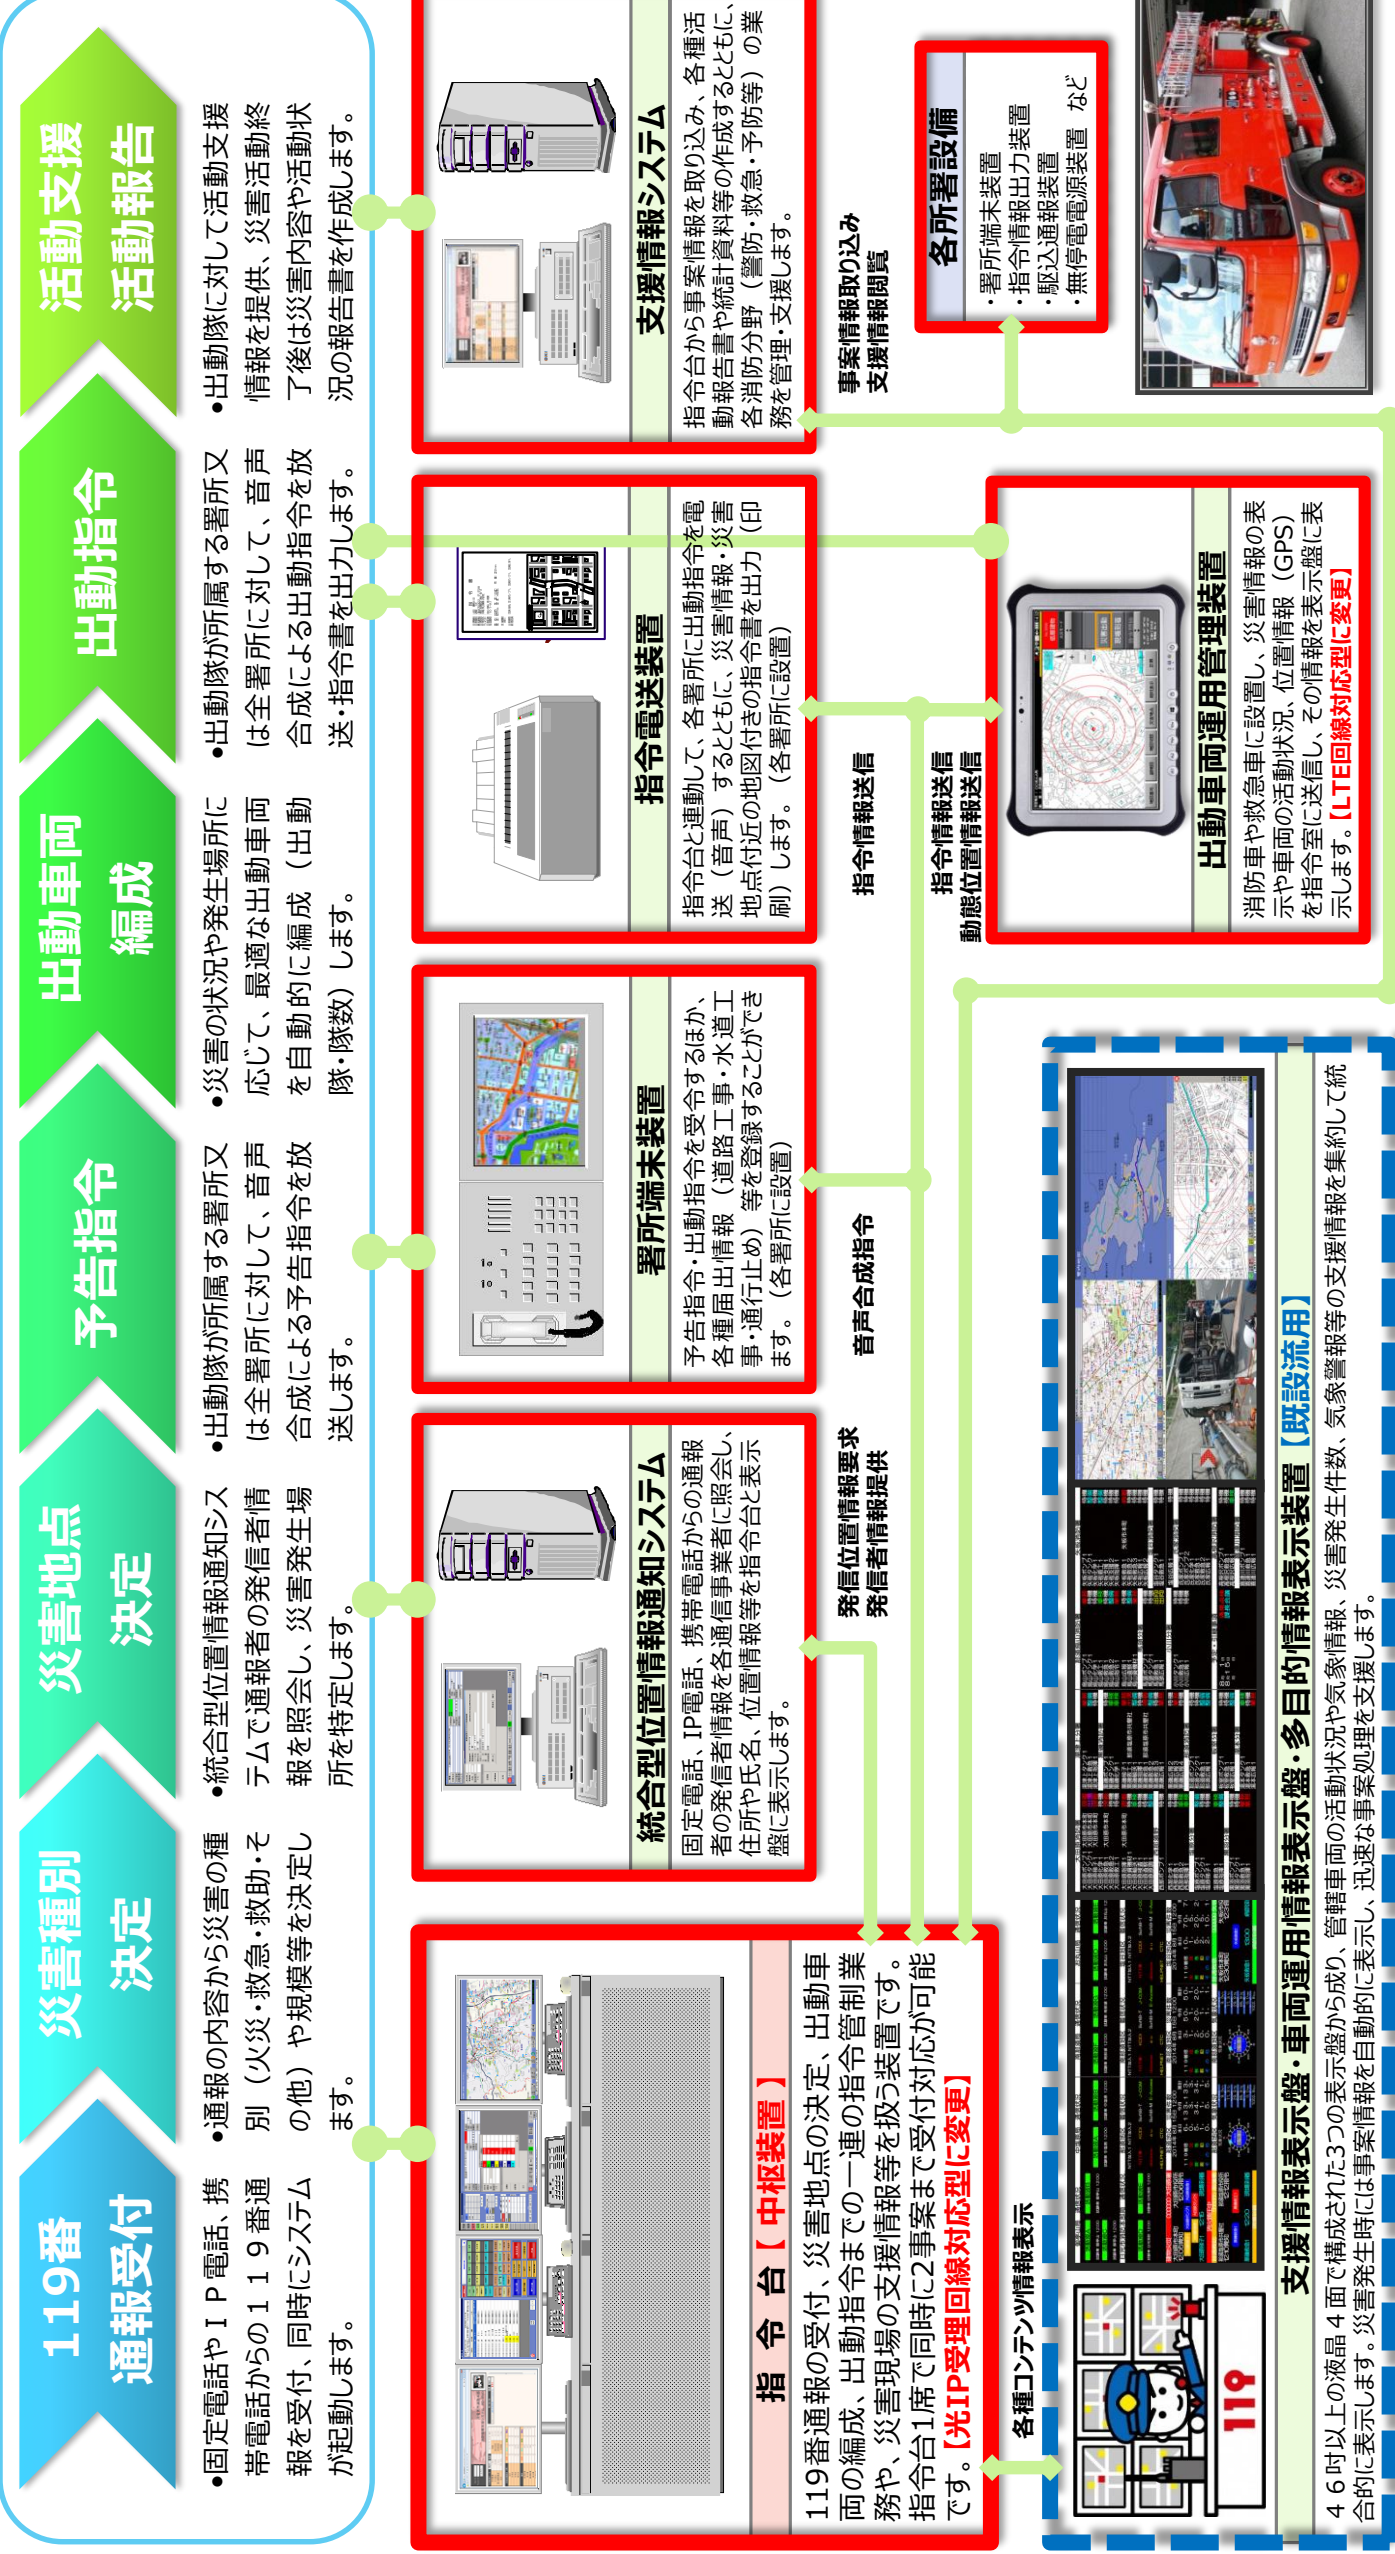 119番
通報受付
災害種別
決定
災害地点
決定
予告指令
出動車両
編成
出動指令
活動支援
活動報告
•固定電話やＩＰ電話、携
帯電話からの１１９番通
報を受付、同時にシステム
が起動します。
•通報の内容から災害の種
別（火災・救急・救助・そ
の他）や規模等を決定し
ます。
•統合型位置情報通知シス
テムで通報者の発信者情
報を照会し、災害発生場
所を特定します。
•出動隊が所属する署所又
は全署所に対して、音声
合成による予告指令を放
送します。
•災害の状況や発生場所に
応じて、最適な出動車両
を自動的に編成（出動
隊・隊数）します。
•出動隊が所属する署所又
は全署所に対して、音声
合成による出動指令を放
送・指令書を出力します。
•出動隊に対して活動支援
情報を提供、災害活動終
了後は災害内容や活動状
況の報告書を作成します。
指 令 台【 中枢装置 】
119番通報の受付、災害地点の決定、出動車
両の編成、出動指令までの一連の指令管制業
務や、災害現場の支援情報等を扱う装置です。
指令台1席で同時に2事案まで受付対応が可能
です。【光IP受理回線対応型に変更】
統合型位置情報通知システム
固定電話、IP電話、携帯電話からの通報
者の発信者情報を各通信事業者に照会し、
住所や氏名、位置情報等を指令台と表示
盤に表示します。
署所端末装置
予告指令・出動指令を受令するほか、
各種届出情報（道路工事・水道工
事・通行止め）等を登録することができ
ます。（各署所に設置）
指令電送装置
指令台と連動して、各署所に出動指令を電
送（音声）するとともに、災害情報・災害
地点付近の地図付きの指令書を出力（印
刷）します。（各署所に設置）
支援情報システム
指令台から事案情報を取り込み、各種活
動報告書や統計資料等の作成するとともに、
各消防分野（警防・救急・予防等）の業
務を管理・支援します。
発信位置情報要求
発信者情報提供
音声合成指令
指令情報送信
指令情報送信
動態位置情報送信
事案情報取り込み
支援情報閲覧
各種コンテンツ情報表示
各所署設備
・署所端末装置
・指令情報出力装置
・駆込通報装置
・無停電電源装置 など
出動車両運用管理装置
消防車や救急車に設置し、災害情報の表
示や車両の活動状況、位置情報（GPS）
を指令室に送信し、その情報を表示盤に表
示します。【LTE回線対応型に変更】
119
支援情報表示盤・車両運用情報表示盤・多目的情報表示装置【既設流用】
４６吋以上の液晶４面で構成された3つの表示盤から成り、管轄車両の活動状況や気象情報、災害発生件数、気象警報等の支援情報を集約して統
合的に表示します。災害発生時には事案情報を自動的に表示し、迅速な事案処理を支援します。